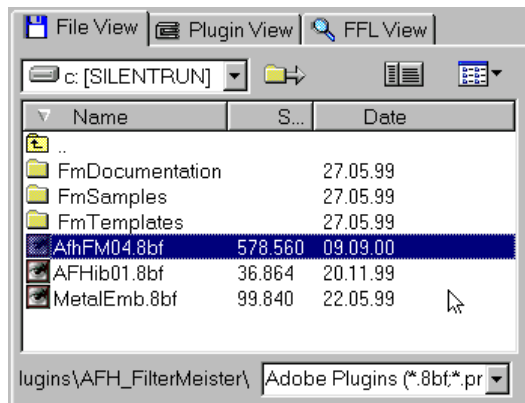 File View Plugin View FFL View
c: [SILENTRUN]
Name S... Date
..
FmDocumentation 27.05.99
FmSamples 27.05.99
FmTemplates 27.05.99
AfhFM04.8bf 578.560 09.09.00
AFHib01.8bf 36.864 20.11.99
MetalEmb.8bf 99.840 22.05.99
lugins\AFH_FilterMeister\ Adobe Plugins (*.8bf;*.pr